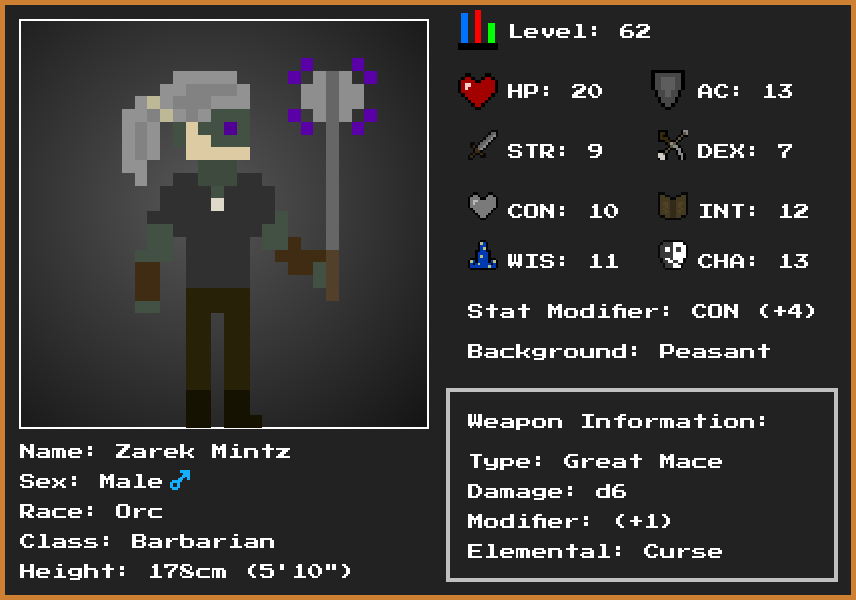 Level: 62
HP: 20
AC: 13
STR: 9
DEX: 7
CON: 10
INT: 12
WIS: 11
CHA: 13
Stat Modifier: CON (+4)
Background: Peasant
Name: Zarek Mintz
Sex: Male♂
Race: Orc
Class: Barbarian
Height: 178cm (5'10")
Weapon Information:
Type: Great Mace
Damage: d6
Modifier: (+1)
Elemental: Curse